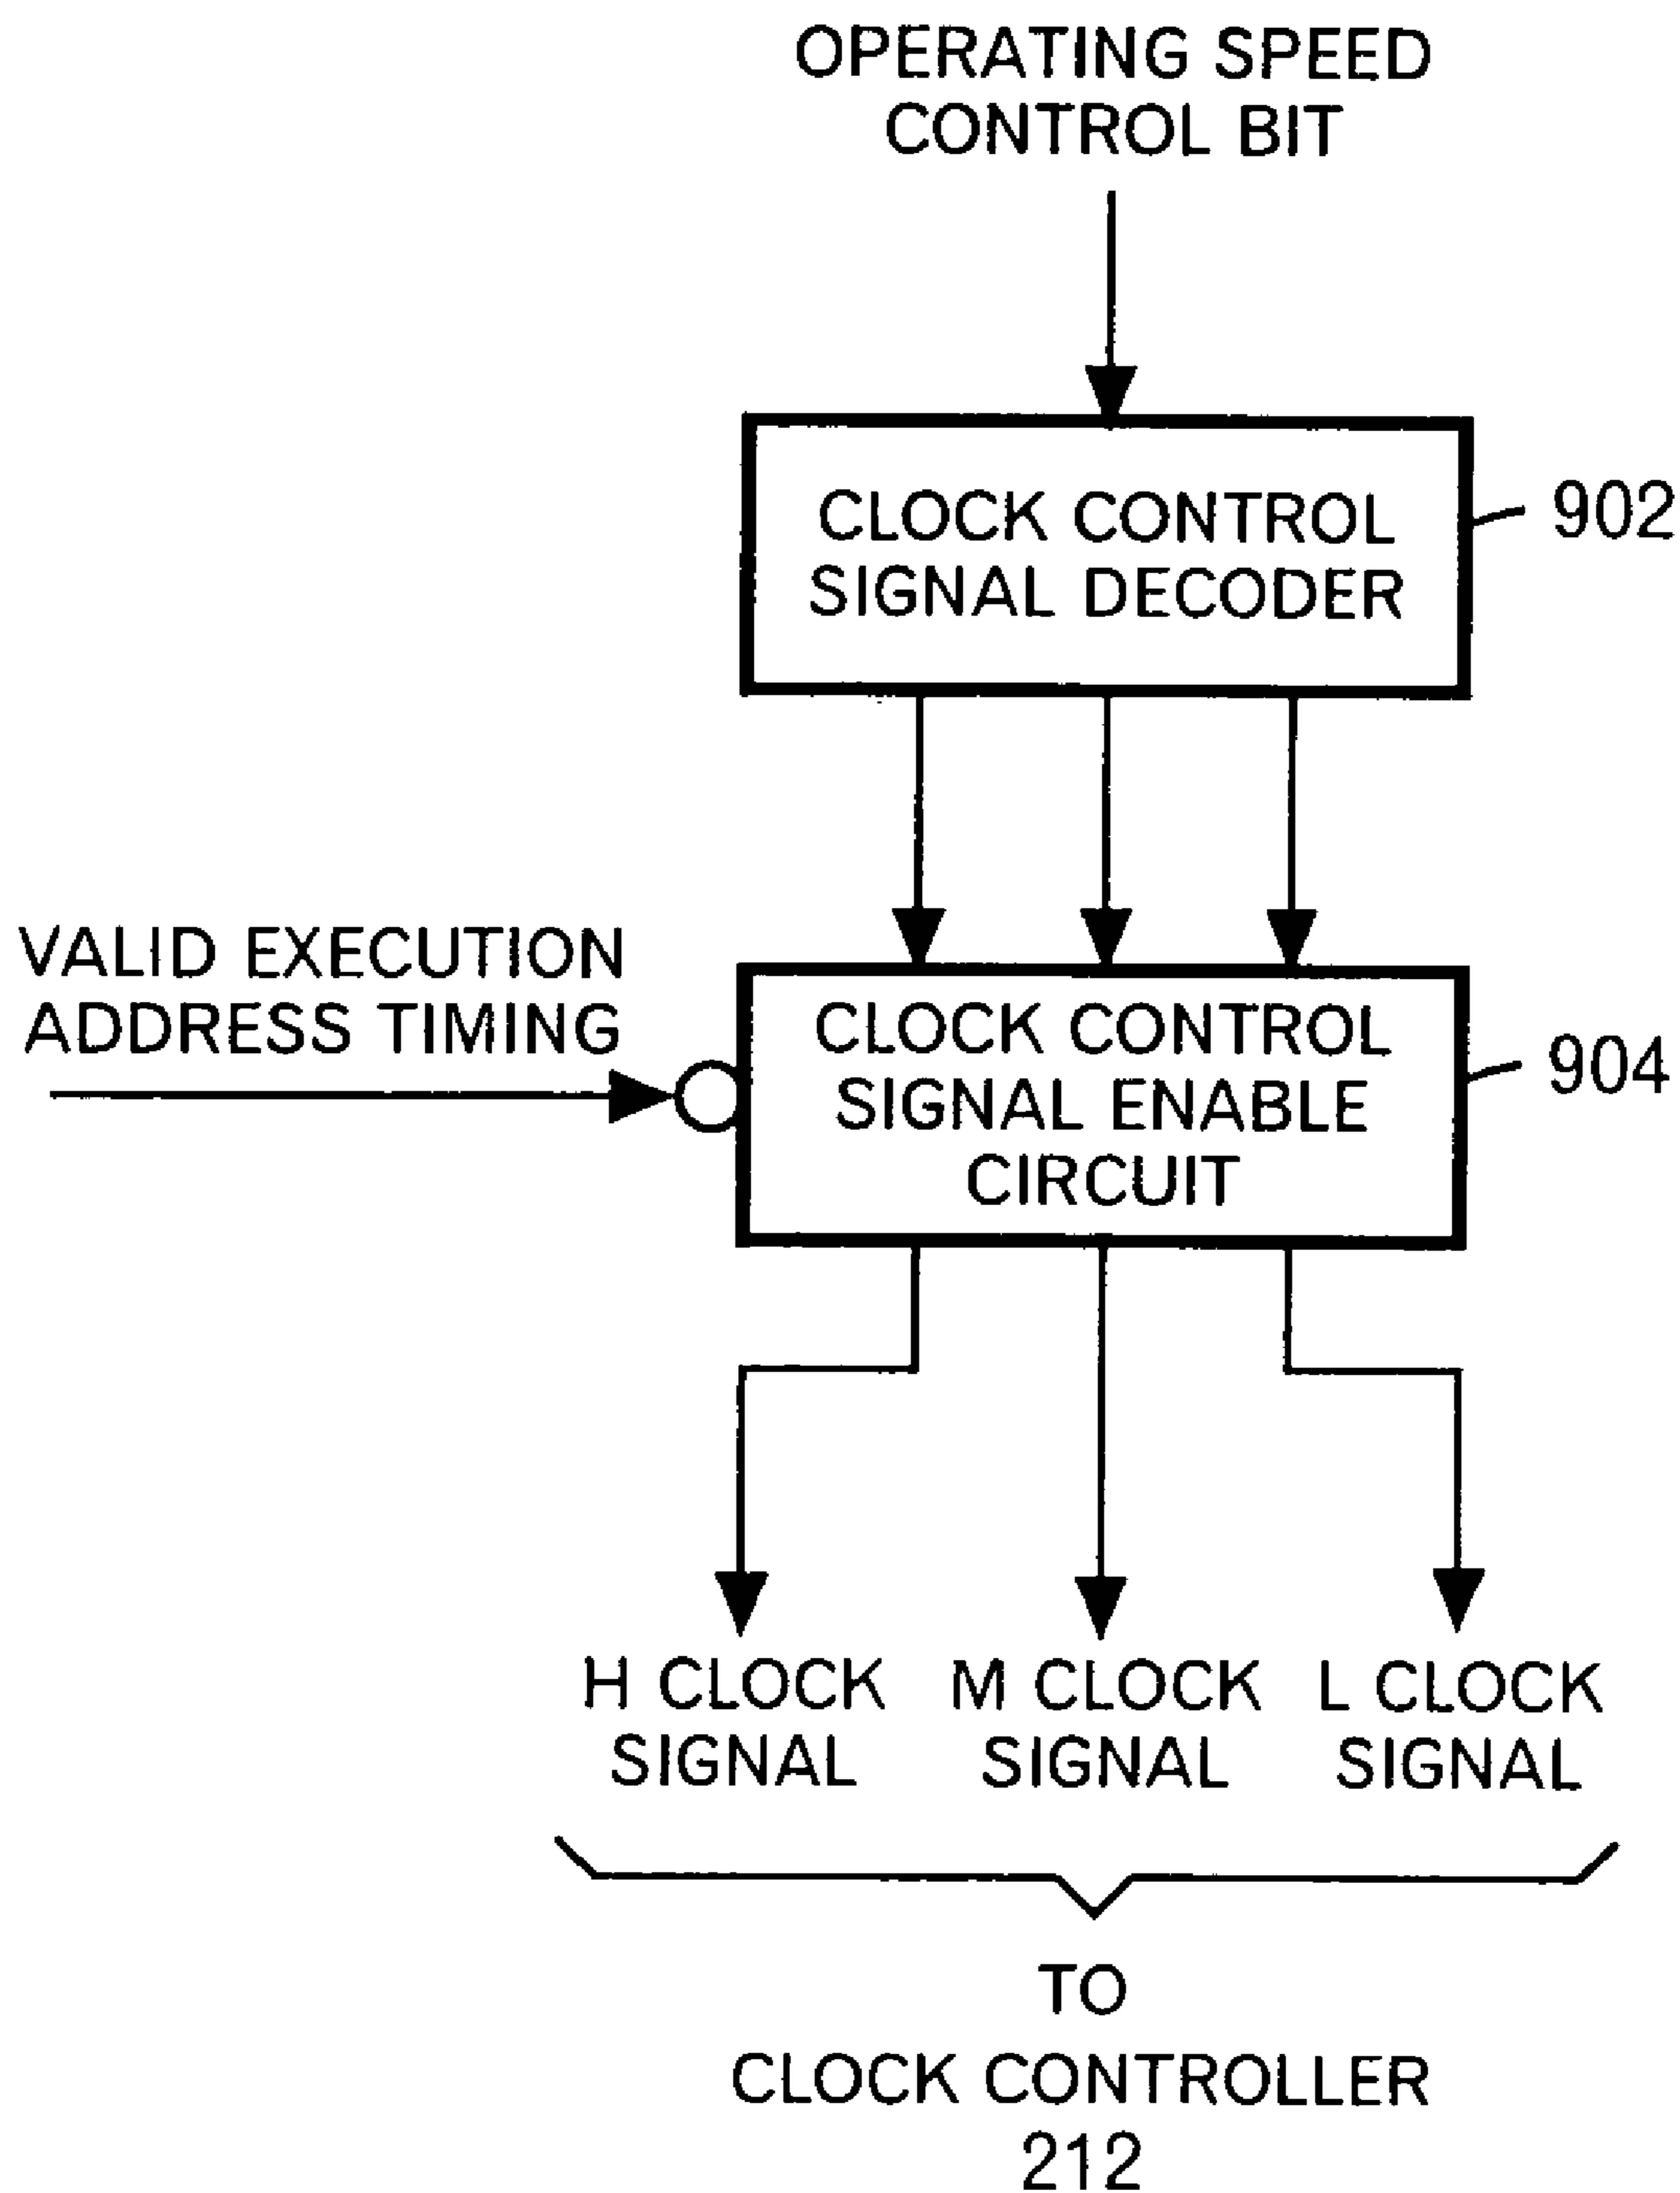 OPERATING SPEED
CONTROL BIT
CLOCK CONTROL
SIGNAL DECODER
902
VALID EXECUTION
ADDRESS TIMING
CLOCK CONTROL
SIGNAL ENABLE
CIRCUIT
904
H CLOCK
SIGNAL
M CLOCK
SIGNAL
L CLOCK
SIGNAL
TO
CLOCK CONTROLLER
212